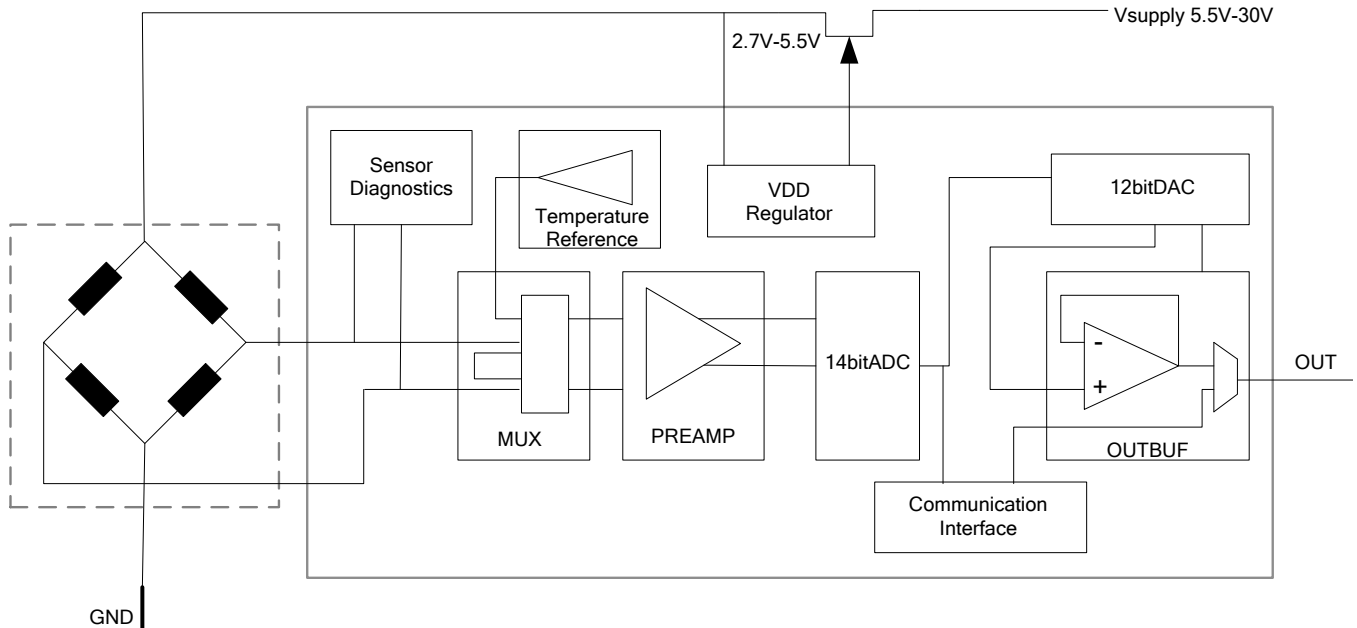 Vsupply 5.5V-30V
2.7V-5.5V
Sensor
Diagnostics
Temperature
Reference
VDD
Regulator
12bitDAC
14bitADC
-
+
OUT
MUX
PREAMP
OUTBUF
Communication
Interface
GND